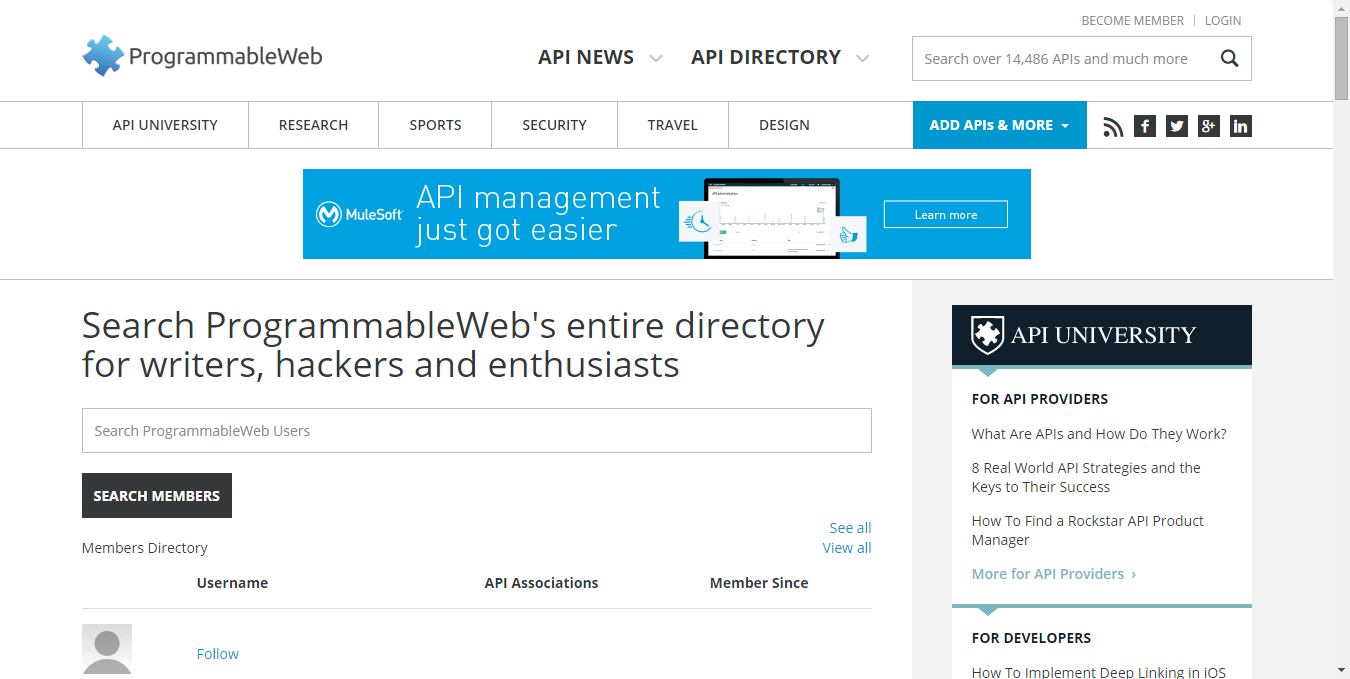 BECOME MEMBER
LOGIN
ProgrammableWeb
API NEWS
API DIRECTORY
Search over 14,486 APIs and much more
API UNIVERSITY
RESEARCH
SPORTS
SECURITY
TRAVEL
DESIGN
ADD APIs & MORE
MuleSoft
API management
just got easier
Learn more
Search ProgrammableWeb's entire directory
for writers, hackers and enthusiasts
Search ProgrammableWeb Users
SEARCH MEMBERS
See all
Members Directory
View all
Username
API Associations
Member Since
Follow
API UNIVERSITY
FOR API PROVIDERS
What Are APIs and How Do They Work?
8 Real World API Strategies and the
Keys to Their Success
How To Find a Rockstar API Product
Manager
More for API Providers ›
FOR DEVELOPERS
How To Implement Deep Linking in iOS